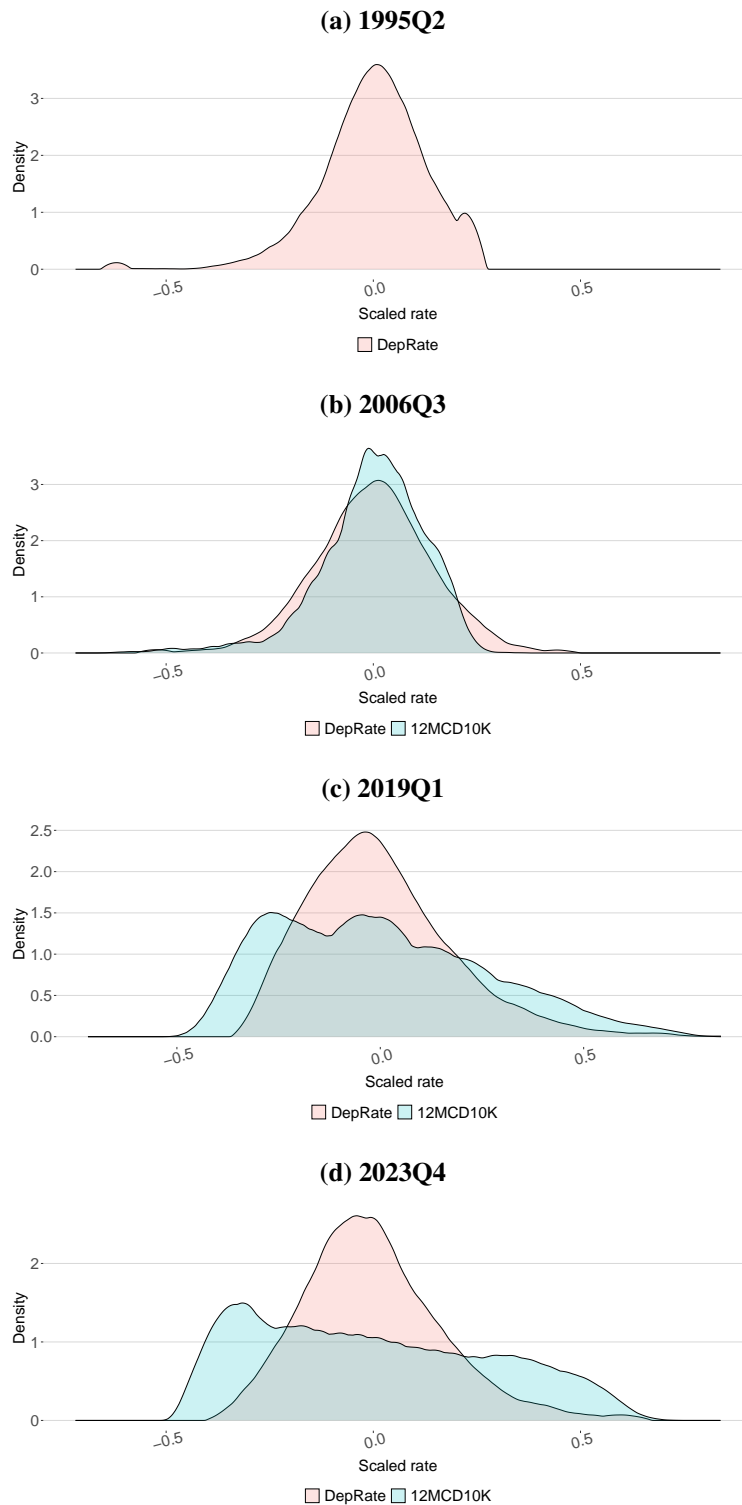 (a) 1995Q2
3
2
1
0
Density
−0.5
0.0
0.5
Scaled rate
DepRate
(b) 2006Q3
3
2
1
0
Density
−0.5
0.0
0.5
Scaled rate
DepRate 12MCD10K
(c) 2019Q1
2.5
2.0
1.5
1.0
0.5
0.0
Density
−0.5
0.0
0.5
Scaled rate
DepRate 12MCD10K
(d) 2023Q4
2
1
0
Density
−0.5
0.0
0.5
Scaled rate
DepRate 12MCD10K